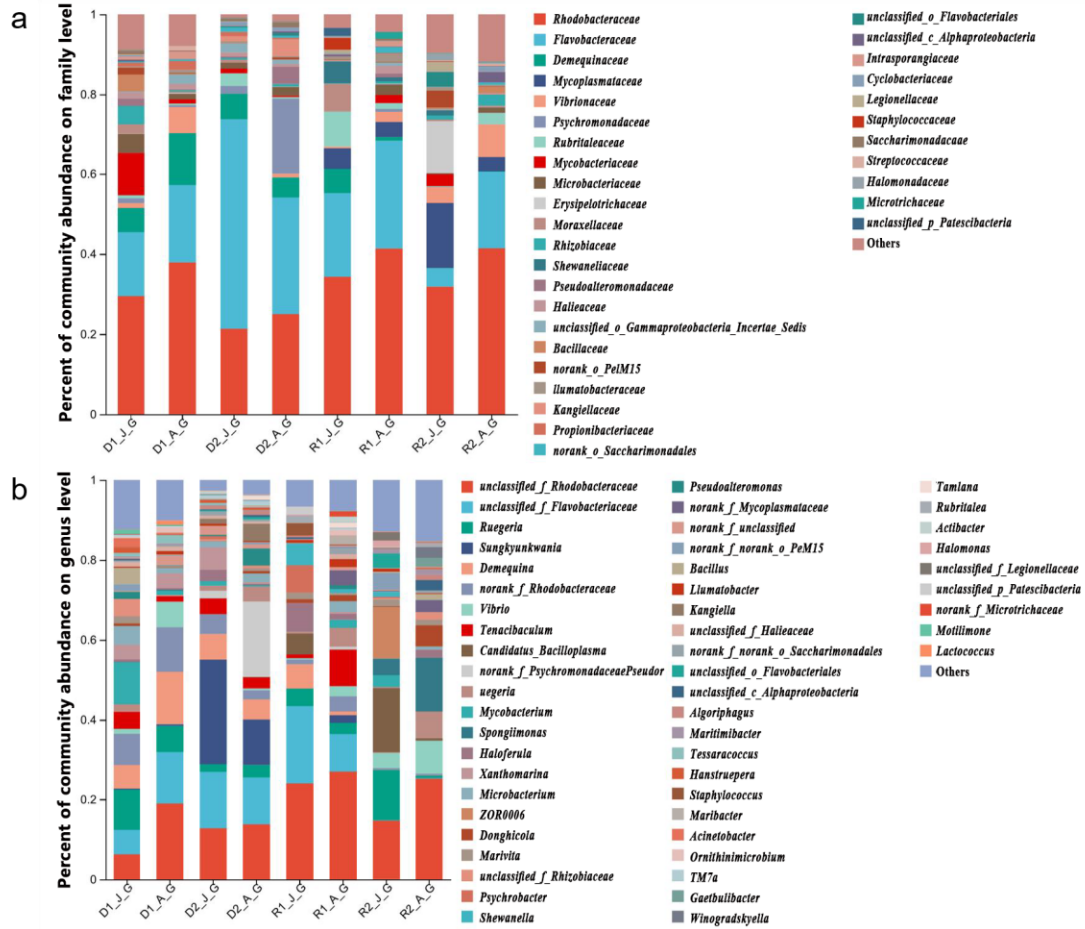 a
Percent of community abundance on family level
1
0.8
0.6
0.4
0.2
0
D1_J_G
D1_A_G
D2_J_G
D2_A_G
R1_J_G
R1_A_G
R2_J_G
R2_A_G
Rhodobacteraceae
Flavobacteraceae
Demequinaceae
Mycoplasmataceae
Vibrionaceae
Psychromonadaceae
Rubritaleaceae
Mycobacteriaceae
Microbacteriaceae
Erysipelotrichaceae
Moraxellaceae
Rhizobiaceae
Shewaneliaceae
Pseudoalteromonadaceae
Halieaceae
unclassified_o_Gammaproteobacteria_Incertae_Sedis
Bacillaceae
norank_o_PelM15
llumatobacteraceae
Kangiellaceae
Propionibacteriaceae
norank_o_Saccharimonadales
unclassified_o_Flavobacteriales
unclassified_c_Alphaproteobacteria
Intrasporangiaceae
Cyclobacteriaceae
Legionellaceae
Staphylococcaceae
Saccharimonadacaae
Streptococcaceae
Halomonadaceae
Microtrichaceae
unclassified_p_Patescibacteria
Others
b
Percent of community abundance on genus level
1
0.8
0.6
0.4
0.2
0
D1_J_G
D1_A_G
D2_J_G
D2_A_G
R1_J_G
R1_A_G
R2_J_G
R2_A_G
unclassified_f_Rhodobacteraceae
unclassified_f_Flavobacteraceae
Ruegeria
Sungkyunkwania
Demequina
norank_f_Rhodobacteraceae
Vibrio
Tenacibaculum
Candidatus_Bacilloplasma
norank_f_PsychromonadaceaePseudor
uegeria
Mycobacterium
Spongiimonas
Haloferula
Xanthomarina
Microbacterium
ZOR0006
Donghicola
Marivita
unclassified_f_Rhizobiaceae
Psychrobacter
Shewanella
Pseudoalteromonas
norank_f_Mycoplasmataceae
norank_f_unclassified
norank_f_norank_o_PeM15
Bacillus
Llumatobacter
Kangiella
unclassified_f_Halieaceae
norank_f_norank_o_Saccharimonadales
unclassified_o_Flavobacteriales
unclassified_c_Alphaproteobacteria
Algoriphagus
Maritimibacter
Tessaracoccus
Hanstruepera
Staphylococcus
Maribacter
Acinetobacter
Ornithinimicrobium
TM7a
Gaetbulibacter
Winogradskyella
Tamlana
Rubritalea
Actibacter
Halomonas
unclassified_f_Legionellaceae
unclassified_p_Patescibacteria
norank_f_Microtrichaceae
Motilimone
Lactococcus
Others